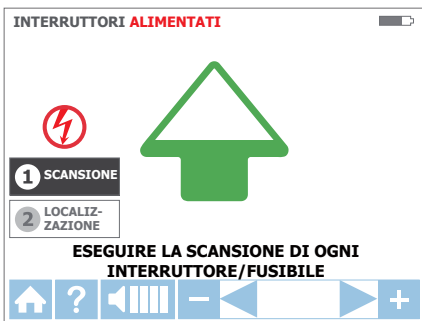 INTERRUTTORI ALIMENTATI
1 SCANSIONE
2 LOCALIZ-
ZAZIONE
ESEGUIRE LA SCANSIONE DI OGNI
INTERRUTTORE/FUSIBILE
?
− +